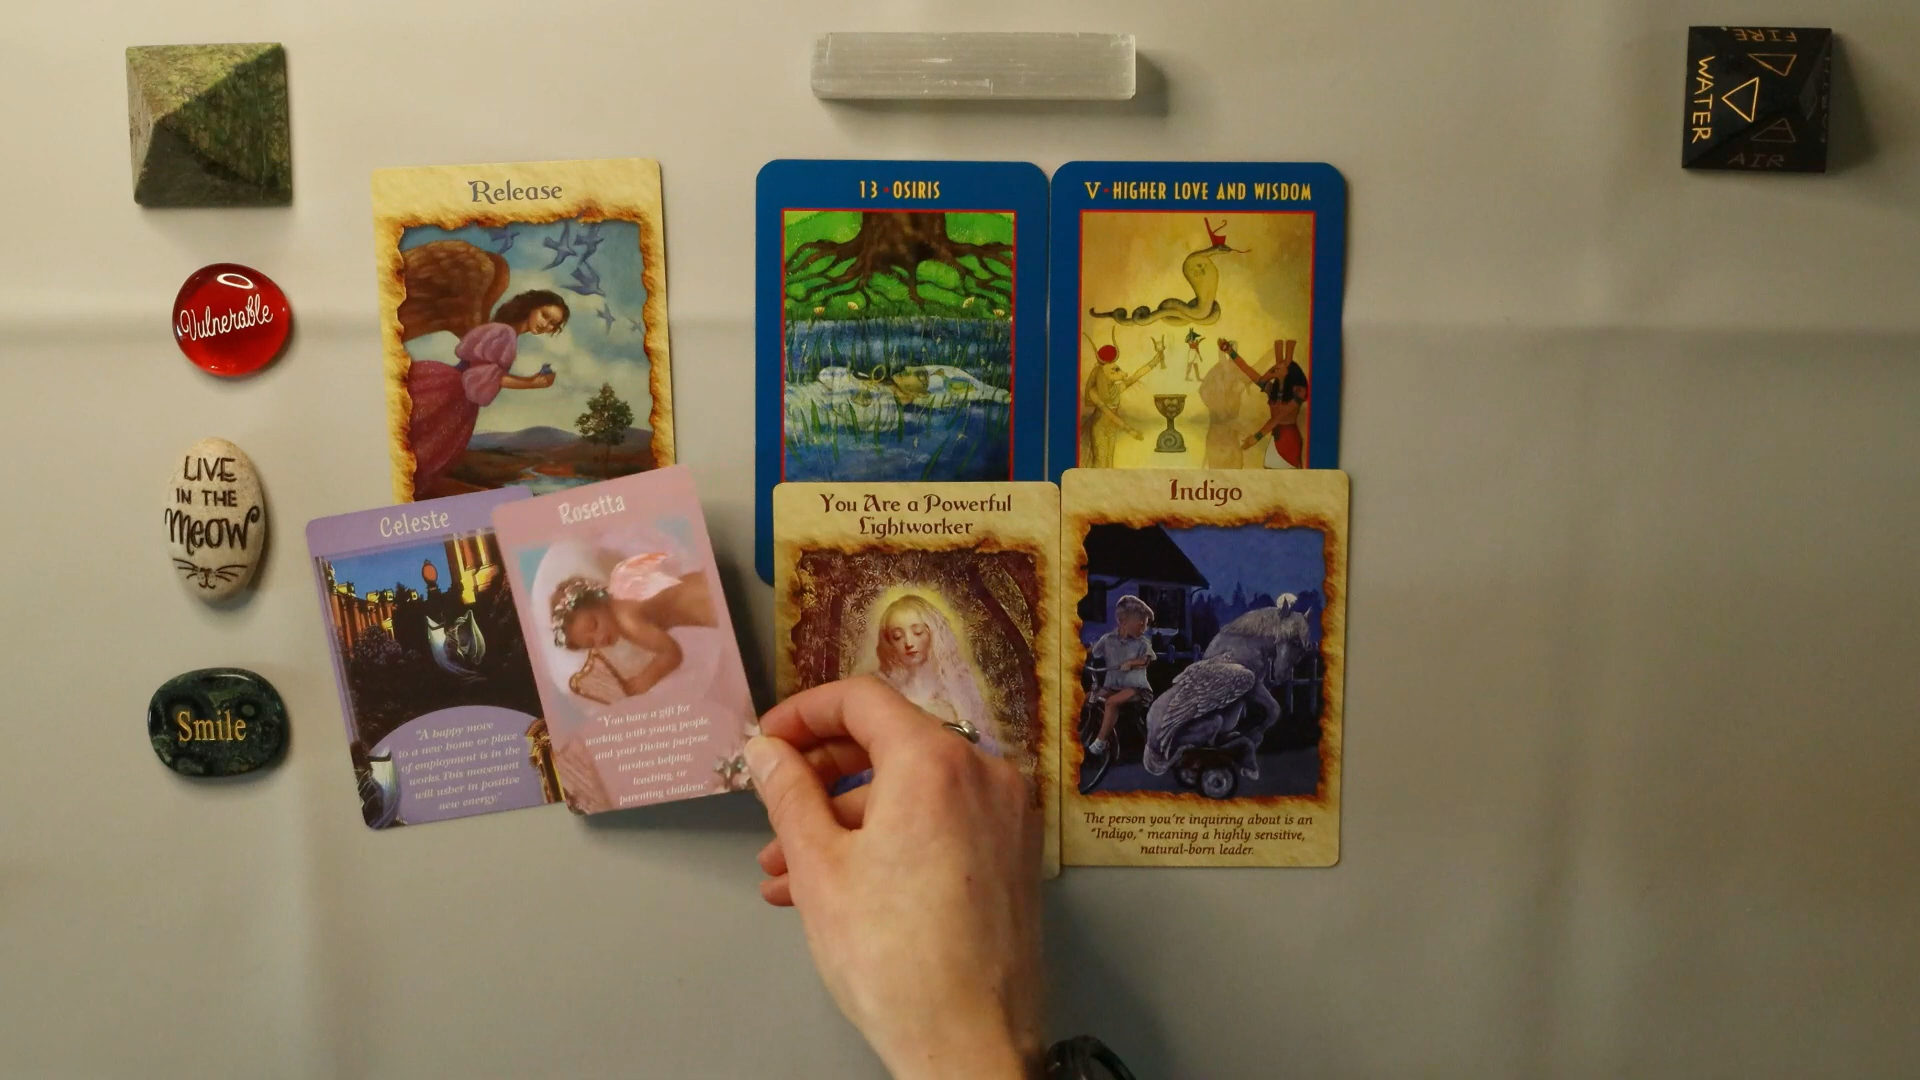 FIRE
WATER
AIR
Release
13 • OSIRIS
V • HIGHER LOVE AND WISDOM
Vulnerable
LIVE
IN THE
MEOW
Smile
Celeste
"A happy move
to a new home or place
of employment is in the
works. This movement
will usher in positive
new energy."
Rosetta
"You have a gift for
working with young people,
and your Divine purpose
involves helping,
teaching, or
parenting children."
You Are a Powerful
Lightworker
Indigo
The person you're inquiring about is an
"Indigo," meaning a highly sensitive,
natural-born leader.